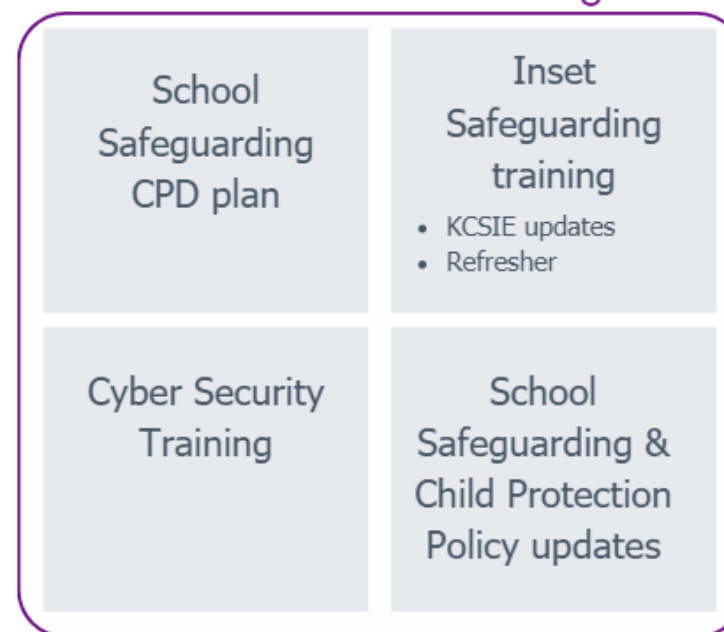 School
Safeguarding
CPD plan
Inset
Safeguarding
training
• KCSIE updates
• Refresher
Cyber Security
Training
School
Safeguarding &
Child Protection
Policy updates